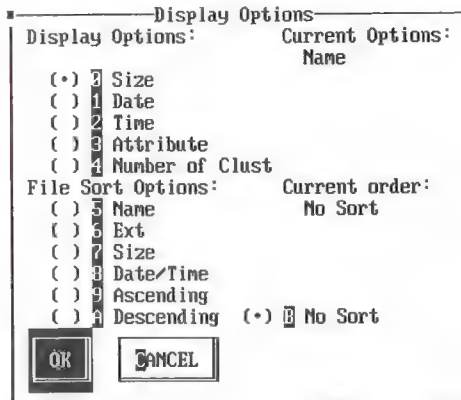 Display Options
Display Options: Current Options:
Name
(•) 0 Size
( ) 1 Date
( ) 2 Time
( ) 3 Attribute
( ) 4 Number of Clust
File Sort Options: Current order:
( ) 5 Name No Sort
( ) 6 Ext
( ) 7 Size
( ) 8 Date/Time
( ) 9 Ascending
( ) A Descending (•) B No Sort
OK CANCEL